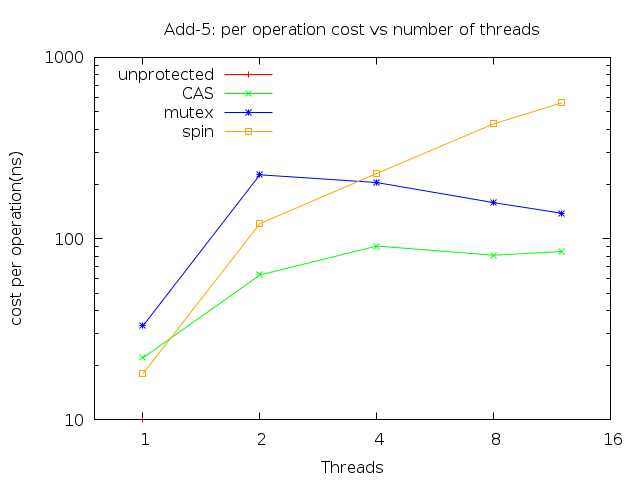 Add-5: per operation cost vs number of threads
1000
unprotected
CAS
mutex
spin
cost per operation(ns)
100
10
1 2 4 8 16
Threads